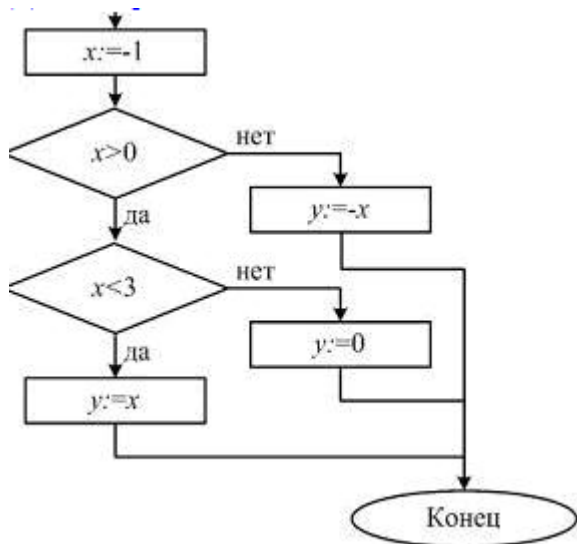 x:=-1
x>0
нет
y:=-x
да
x<3
нет
y:=0
да
y:=x
Конец